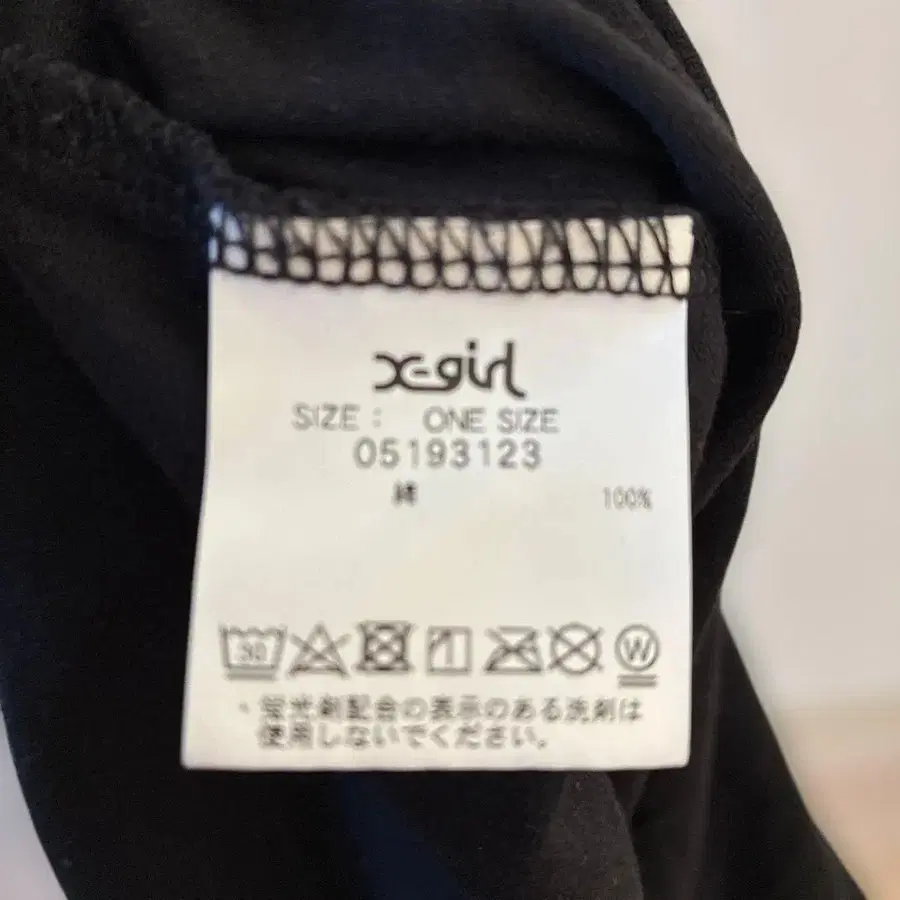 X-girl
SIZE : ONE SIZE
05193123
綿 100%
30 W
・蛍光剤配合の表示のある洗剤は
使用しないでください。